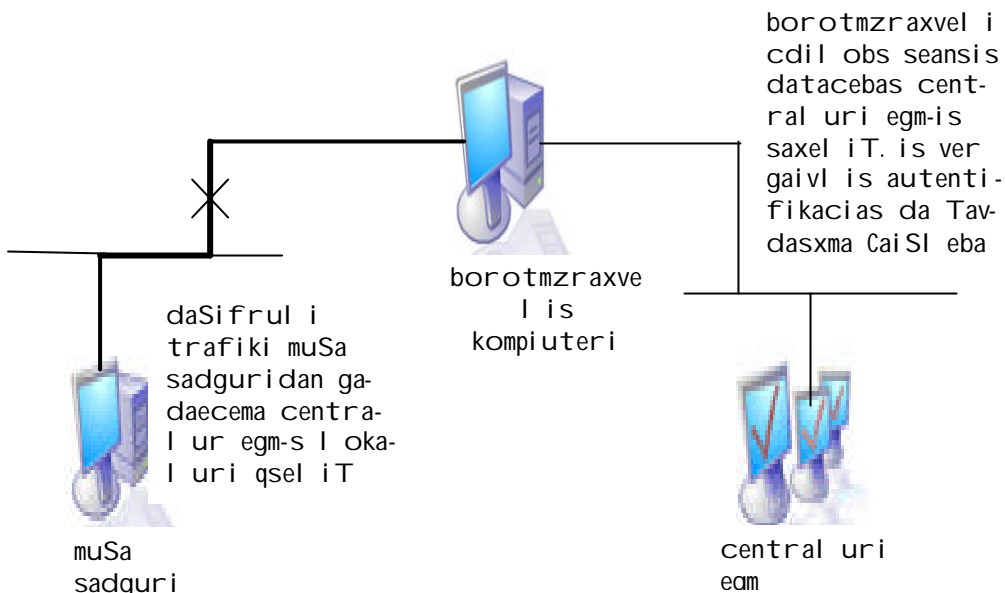 borotmzraxvel i
cdil obs seansis
datacebas cent-
ral uri egm-is
saxel iT. is ver
gaivl is autenti-
fikacias da Tav-
dasxma CaiSl eba
borotmzraxve
l is
kompiuteri
daSifrul i
trafiki muSa
sadguridan ga-
daecema centra-
l ur egm-s l oka-
l uri qsel iT
muSa
sadguri
central uri
egm